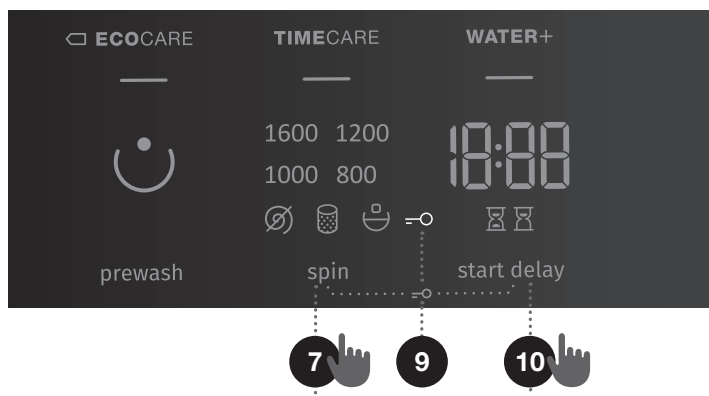 ECOCARE TIMECARE WATER+
1600 1200
18:88
1000 800
prewash spin start delay
7 9 10